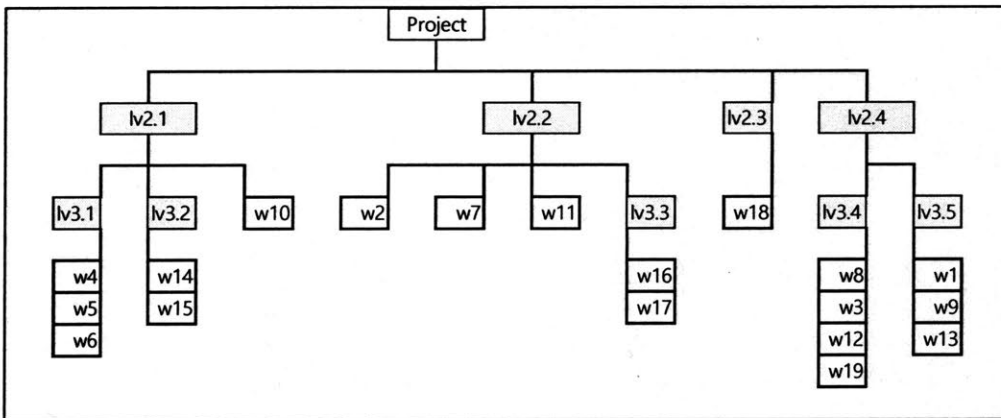 Project
lv2.1 lv2.2 lv2.3 lv2.4
lv3.1 lv3.2 w10 w2 w7 w11 lv3.3 w18 lv3.4 lv3.5
w4 w14 w16 w8 w1
w5 w15 w17 w3 w9
w6 w12 w13
w19